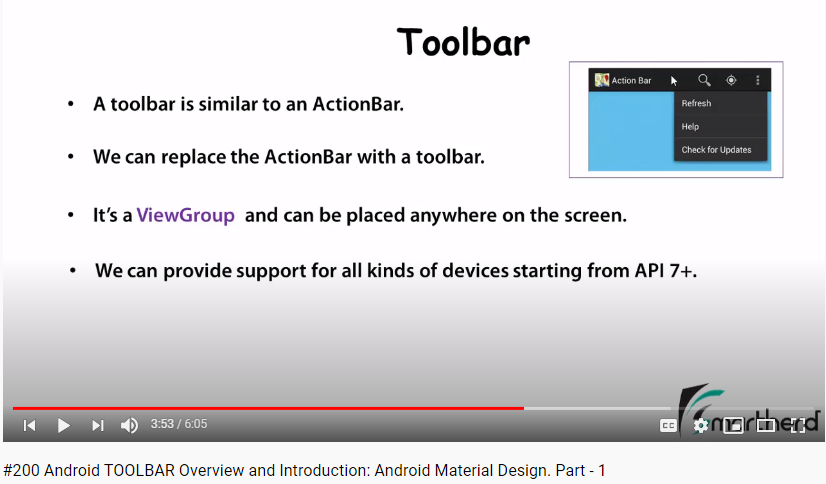 Toolbar
Action Bar
Refresh
Help
Check for Updates
• A toolbar is similar to an ActionBar.
• We can replace the ActionBar with a toolbar.
• It's a ViewGroup and can be placed anywhere on the screen.
• We can provide support for all kinds of devices starting from API 7+.
smartherd
3:53 / 6:05
CC
#200 Android TOOLBAR Overview and Introduction: Android Material Design. Part - 1